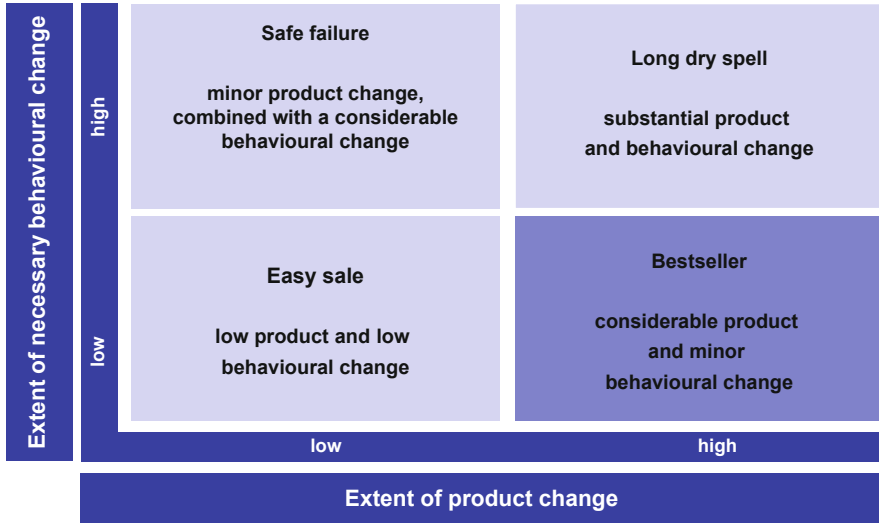 Extent of necessary behavioural change
high
low
Safe failure
minor product change,
combined with a considerable
behavioural change
Long dry spell
substantial product
and behavioural change
Easy sale
low product and low
behavioural change
Bestseller
considerable product
and minor
behavioural change
low
high
Extent of product change